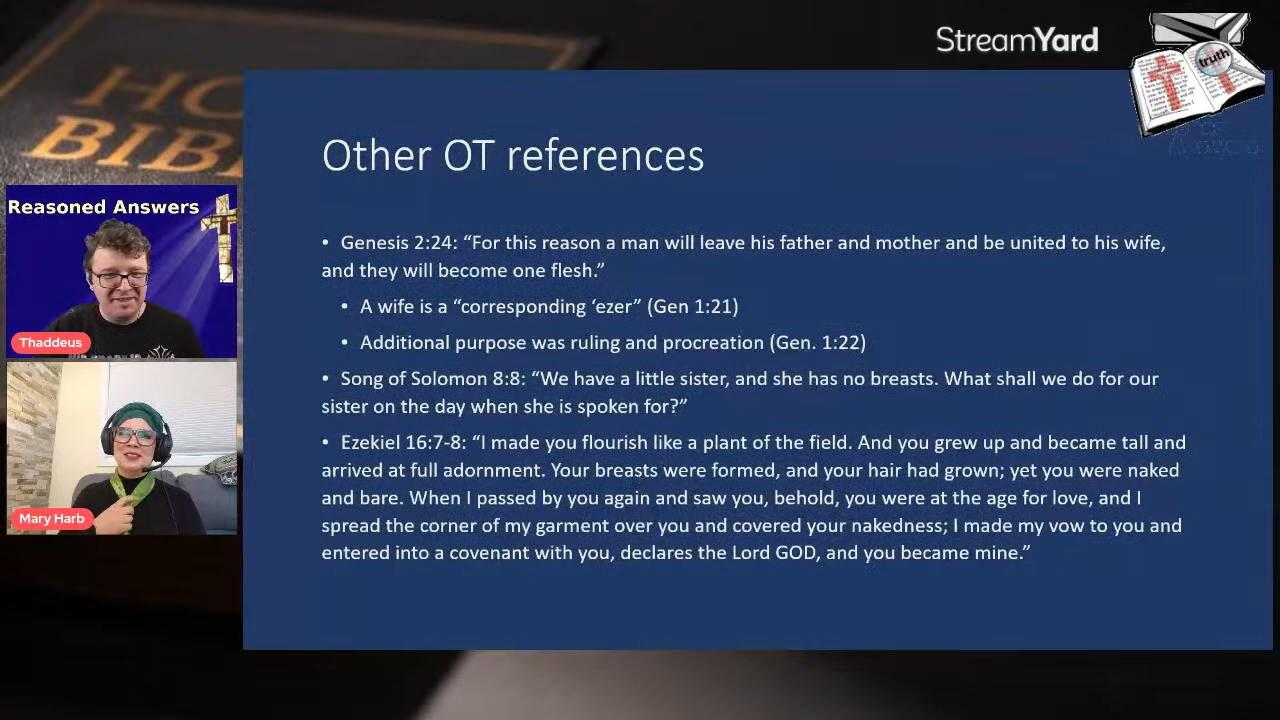 HO
BIB
StreamYard
truth
Reasoned Answers
Thaddeus
Mary Harb
Other OT references
• Genesis 2:24: “For this reason a man will leave his father and mother and be united to his wife,
and they will become one flesh.”
• A wife is a “corresponding ‘ezer” (Gen 1:21)
• Additional purpose was ruling and procreation (Gen. 1:22)
• Song of Solomon 8:8: “We have a little sister, and she has no breasts. What shall we do for our
sister on the day when she is spoken for?”
• Ezekiel 16:7-8: “I made you flourish like a plant of the field. And you grew up and became tall and
arrived at full adornment. Your breasts were formed, and your hair had grown; yet you were naked
and bare. When I passed by you again and saw you, behold, you were at the age for love, and I
spread the corner of my garment over you and covered your nakedness; I made my vow to you and
entered into a covenant with you, declares the Lord GOD, and you became mine.”